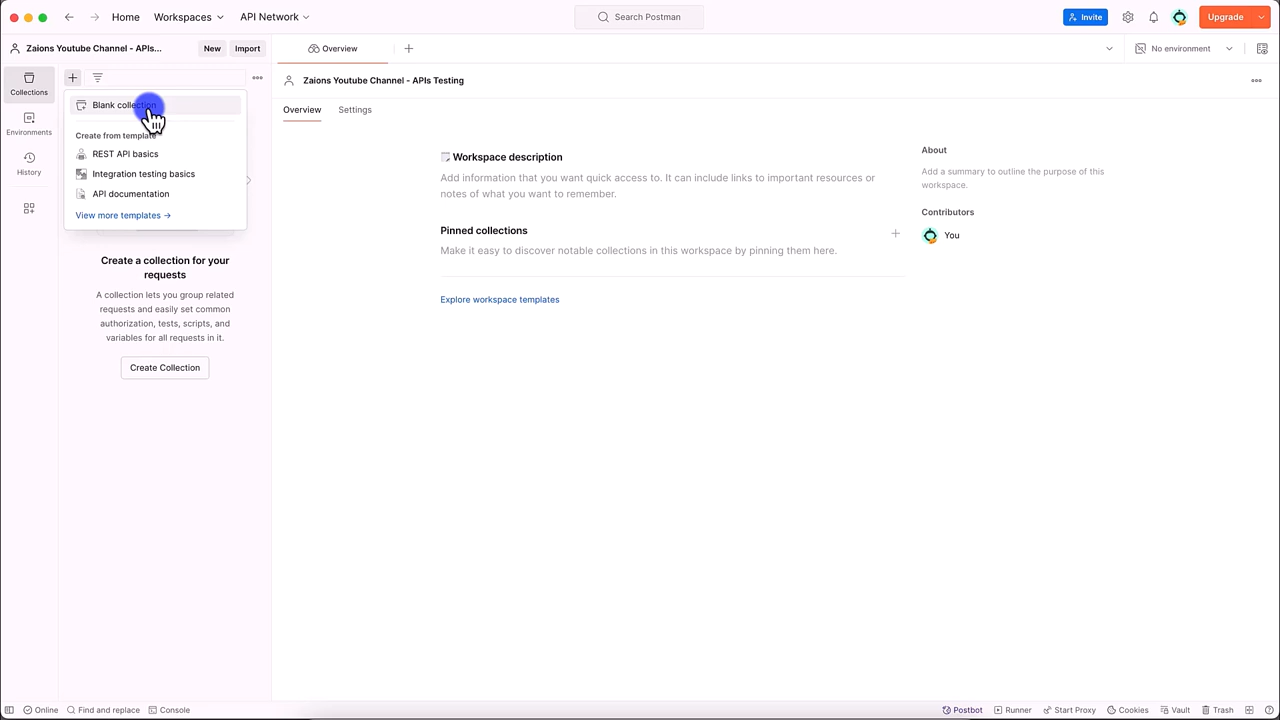 Home
Workspaces
API Network
Search Postman
Invite
Upgrade
Zaions Youtube Channel - APIs...
New
Import
Overview
No environment
Collections
Environments
History
Blank collection
Create from template
REST API basics
Integration testing basics
API documentation
View more templates →
Create a collection for your
requests
A collection lets you group related
requests and easily set common
authorization, tests, scripts, and
variables for all requests in it.
Create Collection
Zaions Youtube Channel - APIs Testing
Overview
Settings
Workspace description
Add information that you want quick access to. It can include links to important resources or
notes of what you want to remember.
Pinned collections
Make it easy to discover notable collections in this workspace by pinning them here.
Explore workspace templates
About
Add a summary to outline the purpose of this
workspace.
Contributors
You
Online
Find and replace
Console
Postbot
Runner
Start Proxy
Cookies
Vault
Trash